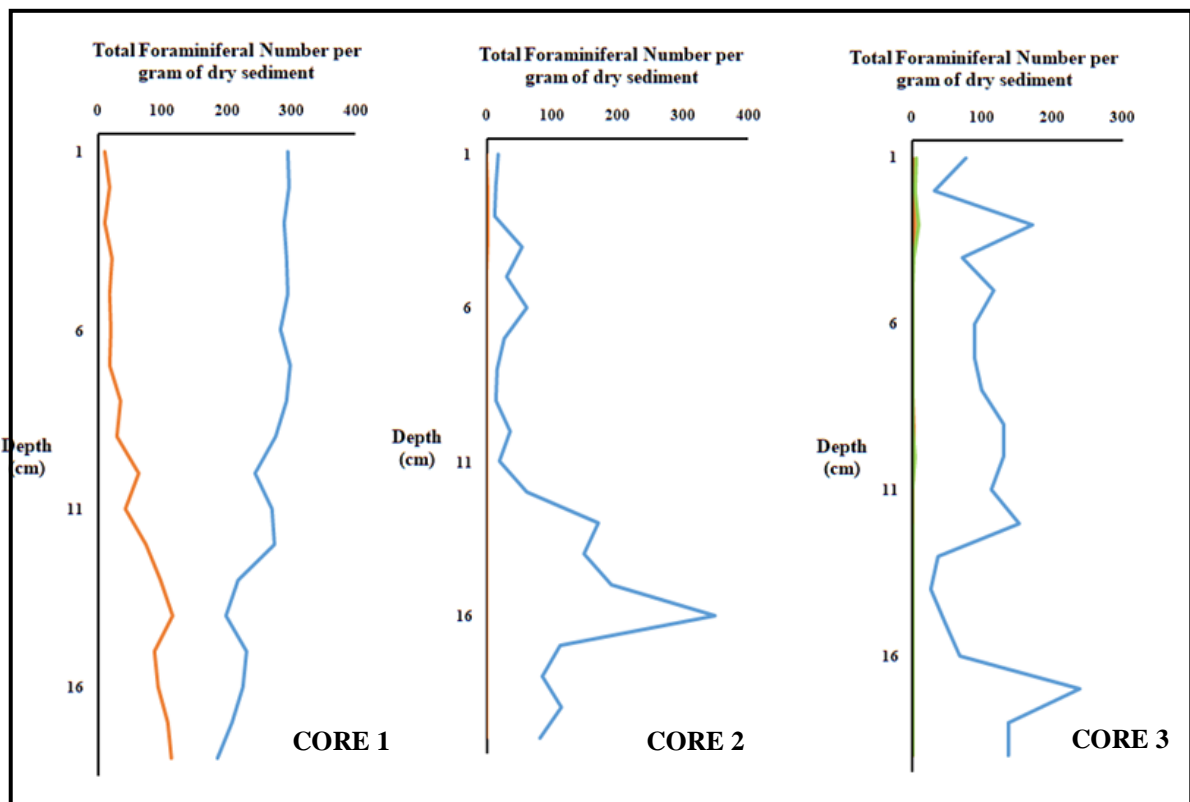 Total Foraminiferal Number per
gram of dry sediment
0 100 200 300 400
1
6
Depth
(cm)
11
16
CORE 1
Total Foraminiferal Number per
gram of dry sediment
0 100 200 300 400
1
6
Depth
(cm)
11
16
CORE 2
Total Foraminiferal Number per
gram of dry sediment
0 100 200 300
1
6
Depth
(cm)
11
16
CORE 3